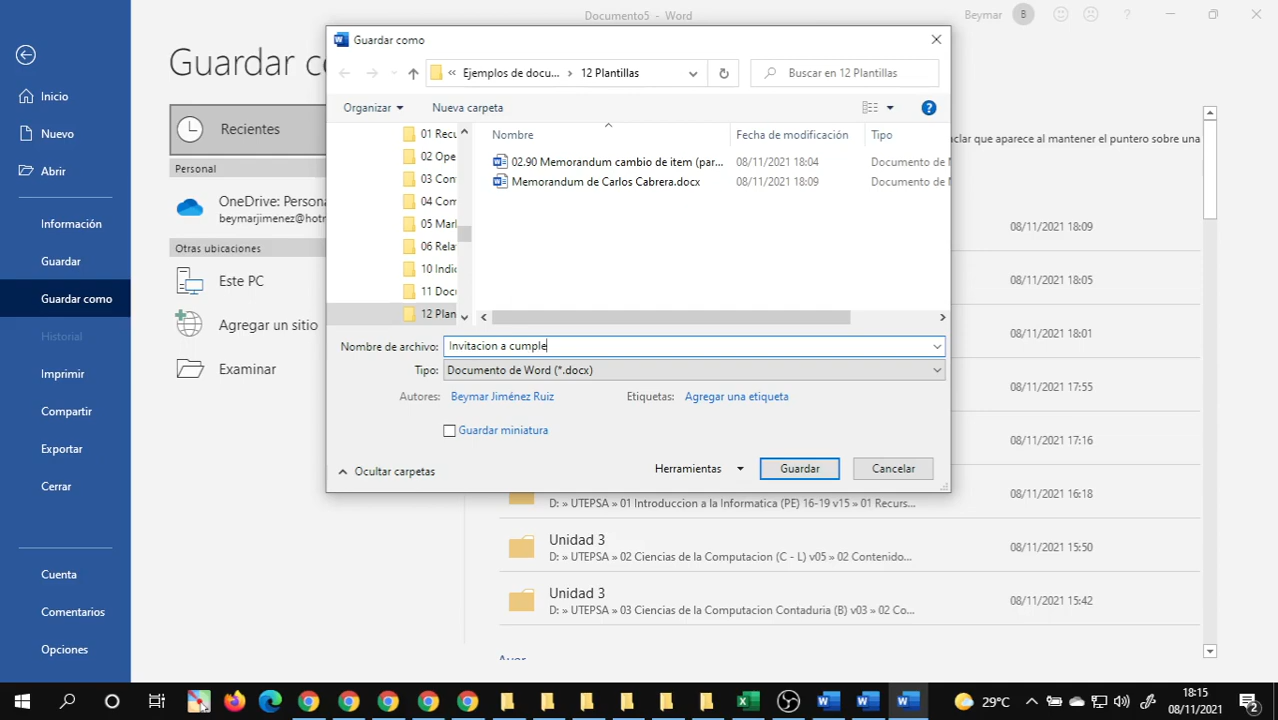 Documento5 - Word
Beymar
B
?
Inicio
Nuevo
Abrir
Información
Guardar
Guardar como
Historial
Imprimir
Compartir
Exportar
Cerrar
Cuenta
Comentarios
Opciones
Guardar co
Recientes
Personal
OneDrive: Persona
beymarjimenez@hotm
Otras ubicaciones
Este PC
Agregar un sitio
Examinar
Guardar como
« Ejemplos de docu... › 12 Plantillas
Buscar en 12 Plantillas
Organizar
Nueva carpeta
01 Recu
02 Ope
03 Con
04 Com
05 Marl
06 Rela
10 Indic
11 Docu
12 Plan
Nombre
Fecha de modificación
Tipo
02.90 Memorandum cambio de item (par... 08/11/2021 18:04 Documento de M
Memorandum de Carlos Cabrera.docx 08/11/2021 18:09 Documento de M
Nombre de archivo: Invitacion a cumple
Tipo: Documento de Word (*.docx)
Autores: Beymar Jiménez Ruiz
Etiquetas: Agregar una etiqueta
Guardar miniatura
Ocultar carpetas
Herramientas
Guardar
Cancelar
clar que aparece al mantener el puntero sobre una
08/11/2021 18:09
08/11/2021 18:05
08/11/2021 18:01
08/11/2021 17:55
08/11/2021 17:16
08/11/2021 16:18
D: » UTEPSA » 01 Introduccion a la Informatica (PE) 16-19 v15 » 01 Recurs...
Unidad 3
08/11/2021 15:50
D: » UTEPSA » 02 Ciencias de la Computacion (C - L) v05 » 02 Contenido...
Unidad 3
08/11/2021 15:42
D: » UTEPSA » 03 Ciencias de la Computacion Contaduria (B) v03 » 02 Co...
Ayer
29°C
18:15
08/11/2021
2